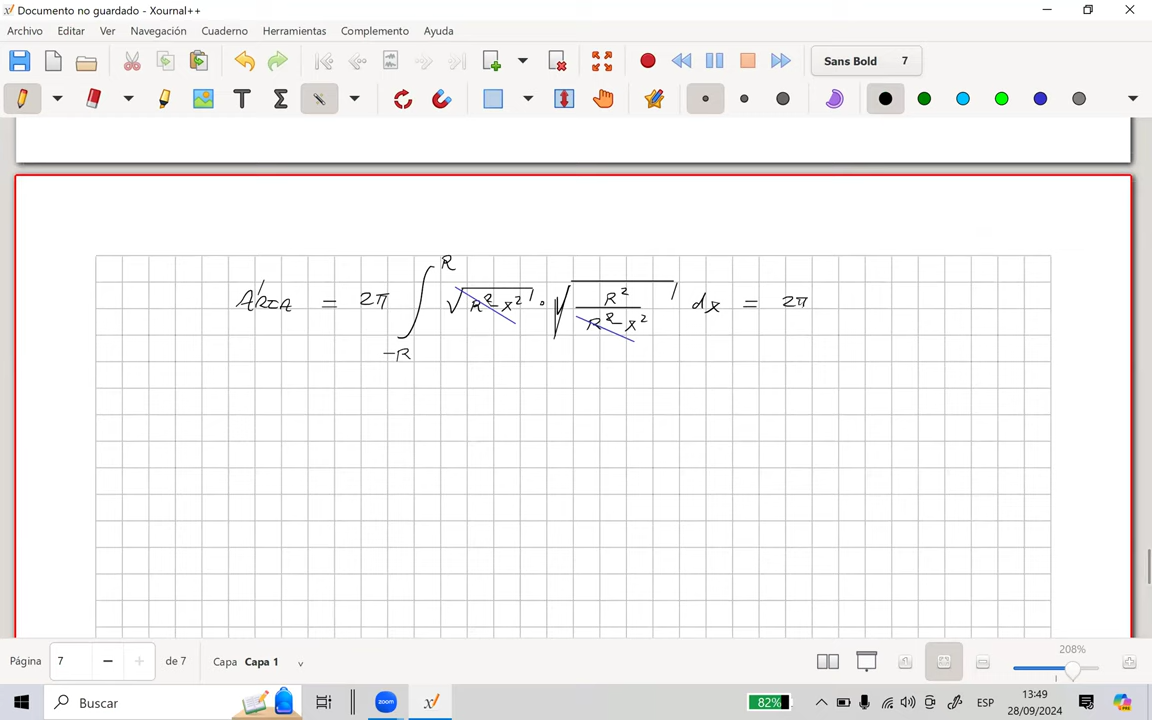 Documento no guardado - Xournal++
Archivo Editar Ver Navegación Cuaderno Herramientas Complemento Ayuda
Sans Bold 7
ÁREA = 2π ∫_{-R}^{R} √(R²-x²) · √(R²/(R²-x²)) dx = 2π
Página 7 de 7 Capa Capa 1 208%
Buscar zoom 82% ESP 13:49
28/09/2024